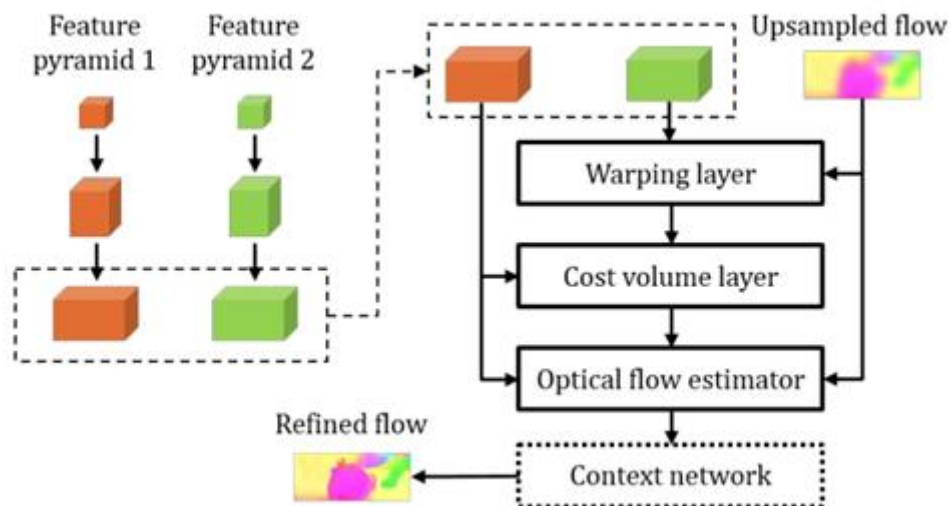 Feature
pyramid 1
Feature
pyramid 2
Upsampled flow
Warping layer
Cost volume layer
Optical flow estimator
Refined flow
Context network